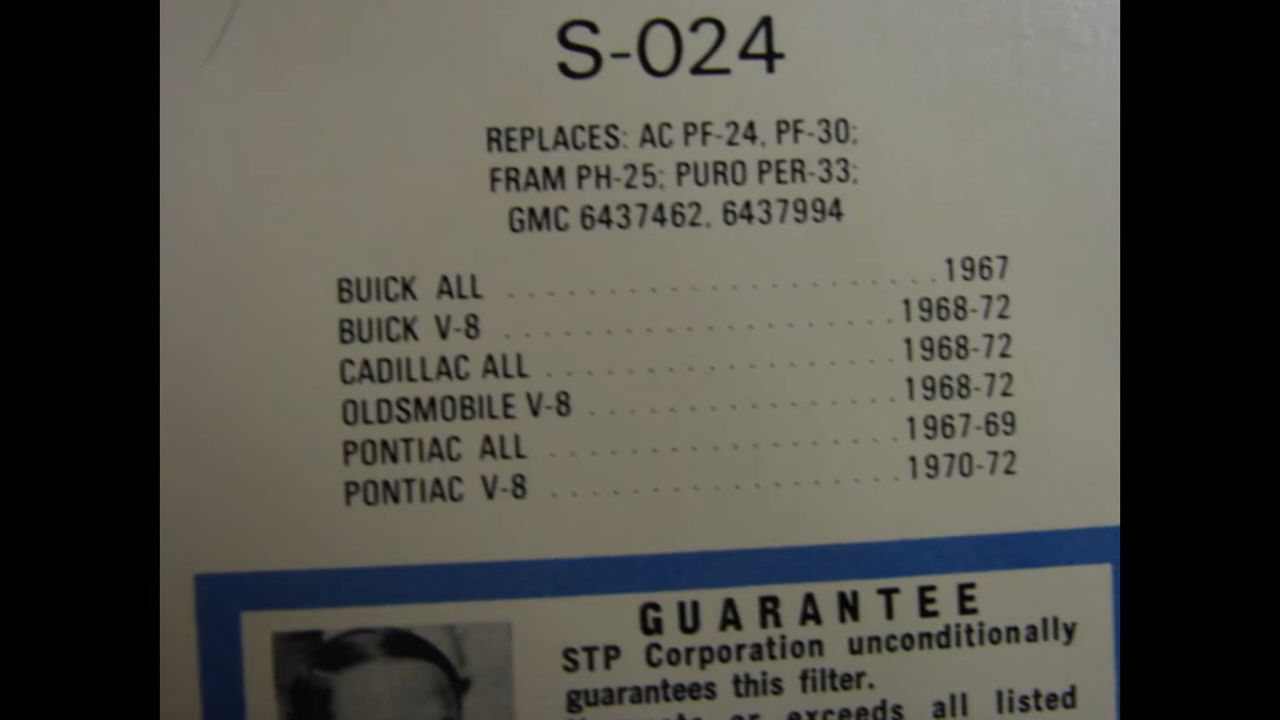 S-024
REPLACES: AC PF-24, PF-30;
FRAM PH-25; PURO PER-33;
GMC 6437462, 6437994
BUICK ALL ........................ 1967
BUICK V-8 ..................... 1968-72
CADILLAC ALL ................... 1968-72
OLDSMOBILE V-8 ................ 1968-72
PONTIAC ALL ................... 1967-69
PONTIAC V-8 ................... 1970-72
GUARANTEE
STP Corporation unconditionally
guarantees this filter.
or exceeds all listed